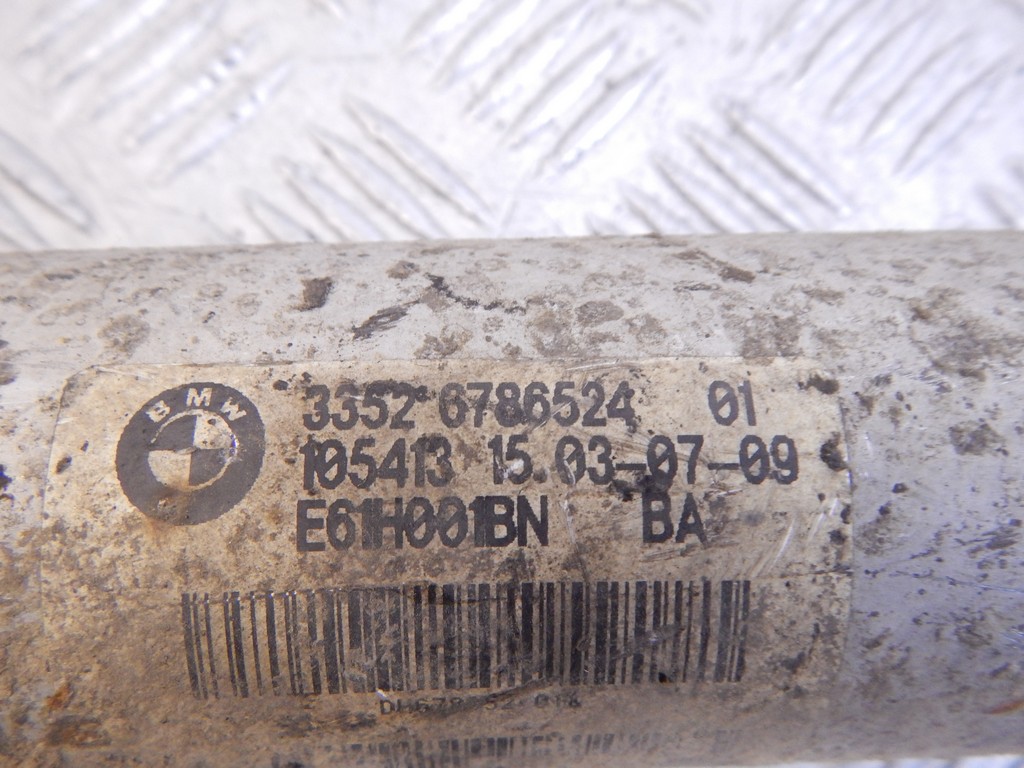 BMW
3352 6786524 01
105413 15.03-07-09
E61H001BN BA